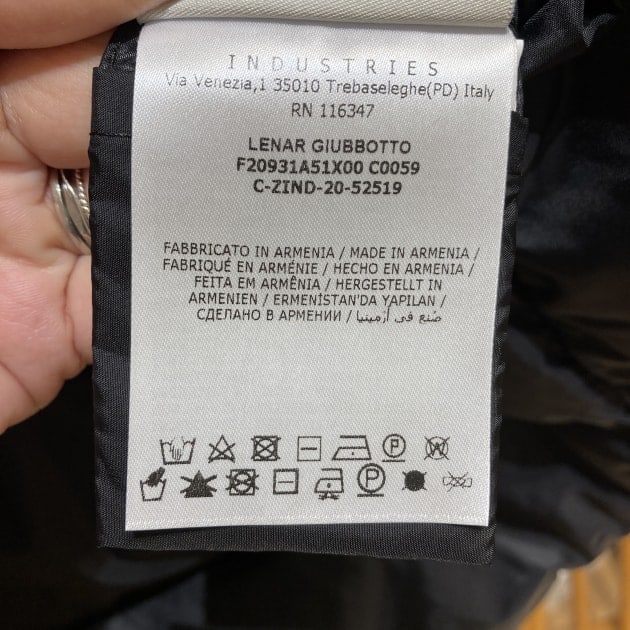 INDUSTRIES
Via Venezia,1 35010 Trebaseleghe(PD) Italy
RN 116347
LENAR GIUBBOTTO
F20931A51X00 C0059
C-ZIND-20-52519
FABBRICATO IN ARMENIA / MADE IN ARMENIA /
FABRIQUÉ EN ARMÉNIE / HECHO EN ARMENIA /
FEITA EM ARMÊNIA / HERGESTELLT IN
ARMENIEN / ERMENİSTAN'DA YAPILAN /
СДЕЛАНО В АРМЕНИИ / صُنع في أرمينيا
P W
P